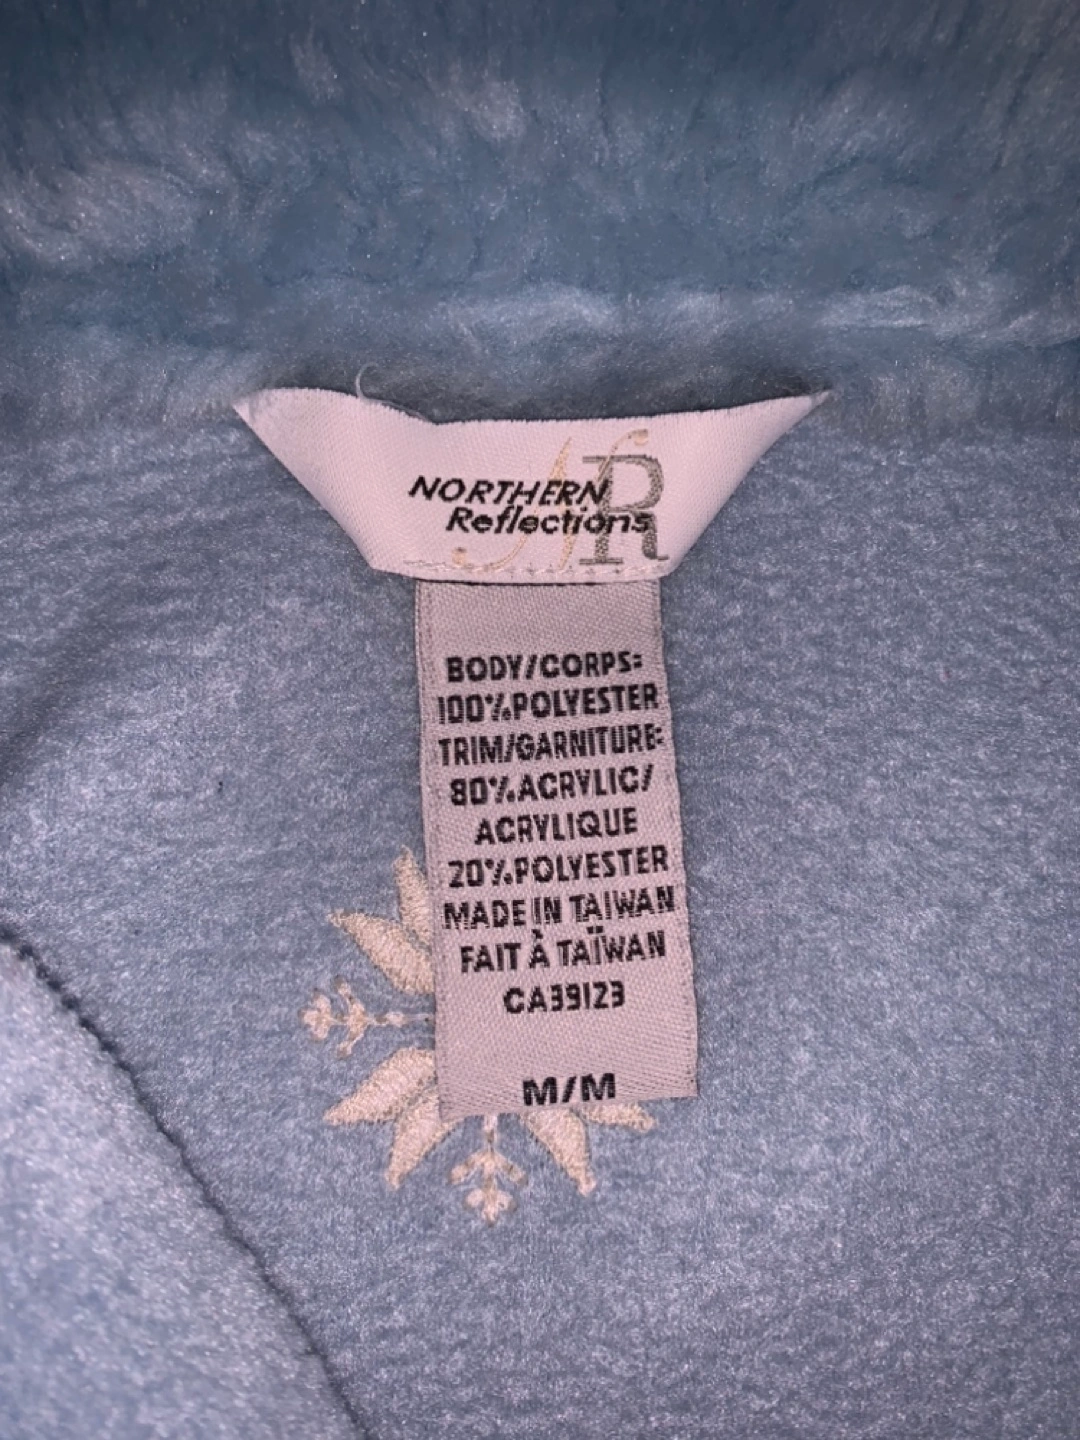 NR
NORTHERN
Reflections
BODY/CORPS:
100%POLYESTER
TRIM/GARNITURE:
80%ACRYLIC/
ACRYLIQUE
20%POLYESTER
MADE IN TAIWAN
FAIT À TAÏWAN
CA39123
M/M